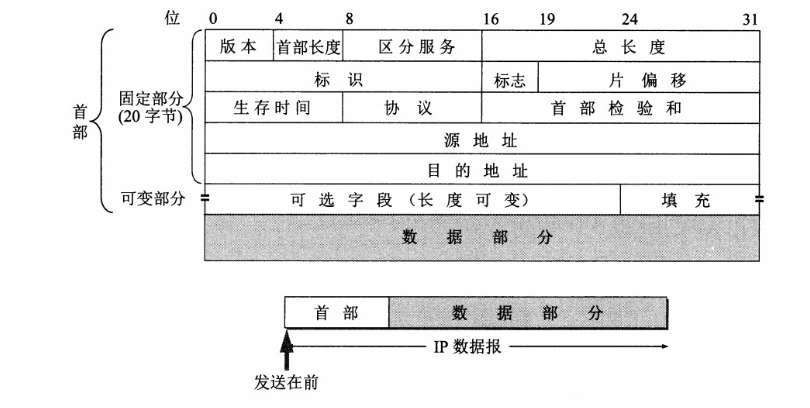 位 0 4 8 16 19 24 31
版本 首部长度 区分服务 总长度
标识 标志 片偏移
固定部分
(20 字节)
首部
生存时间 协议 首部检验和
源地址
目的地址
可变部分 可选字段（长度可变） 填充
数据部分
首部 数据部分
IP 数据报
发送在前